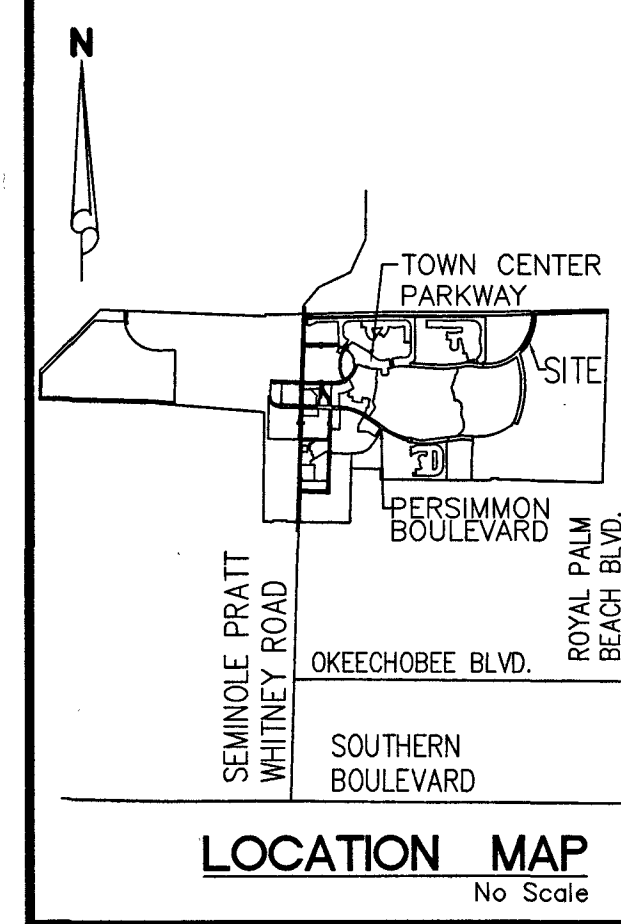 N
TOWN CENTER
PARKWAY
SITE
PERSIMMON
BOULEVARD
ROYAL PALM
BEACH BLVD.
SEMINOLE PRATT
WHITNEY ROAD
OKEECHOBEE BLVD.
SOUTHERN
BOULEVARD
LOCATION MAP
No Scale